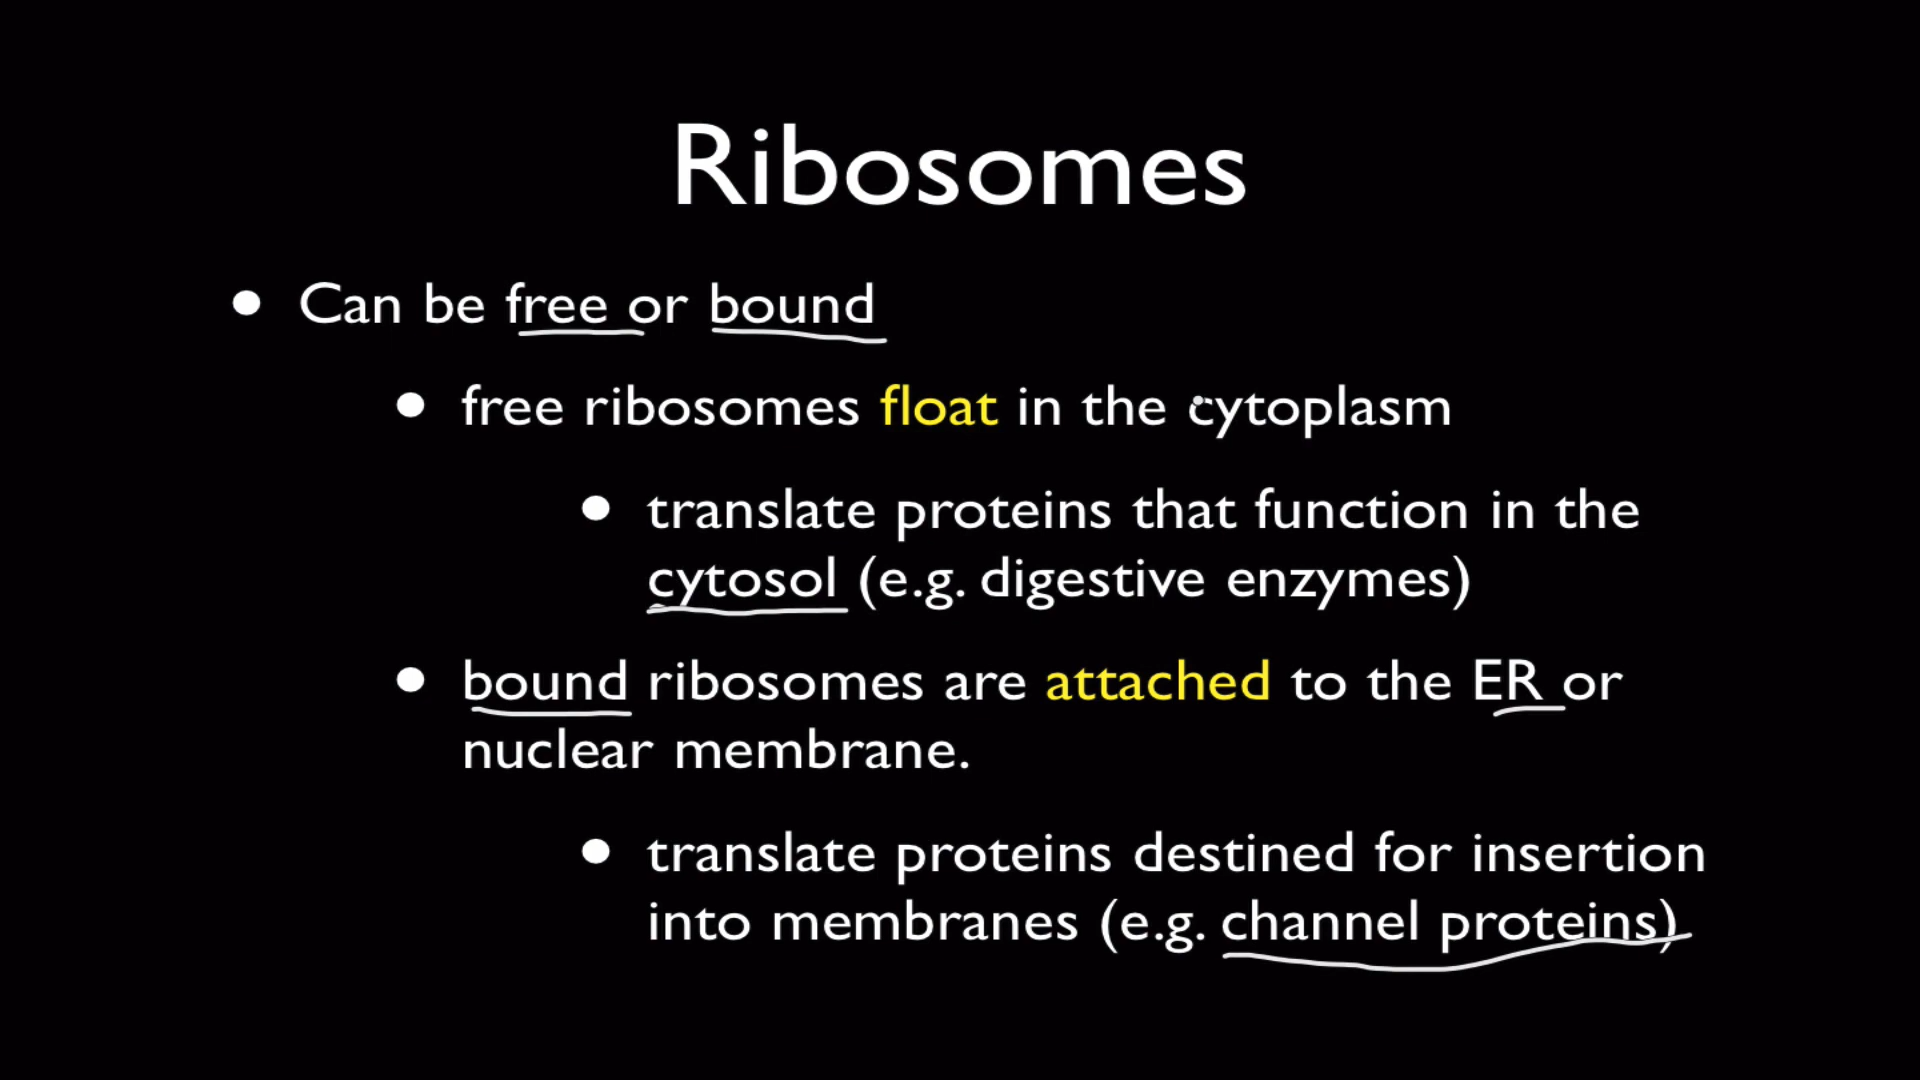 Ribosomes
• Can be free or bound
• free ribosomes float in the cytoplasm
• translate proteins that function in the
cytosol (e.g. digestive enzymes)
• bound ribosomes are attached to the ER or
nuclear membrane.
• translate proteins destined for insertion
into membranes (e.g. channel proteins)